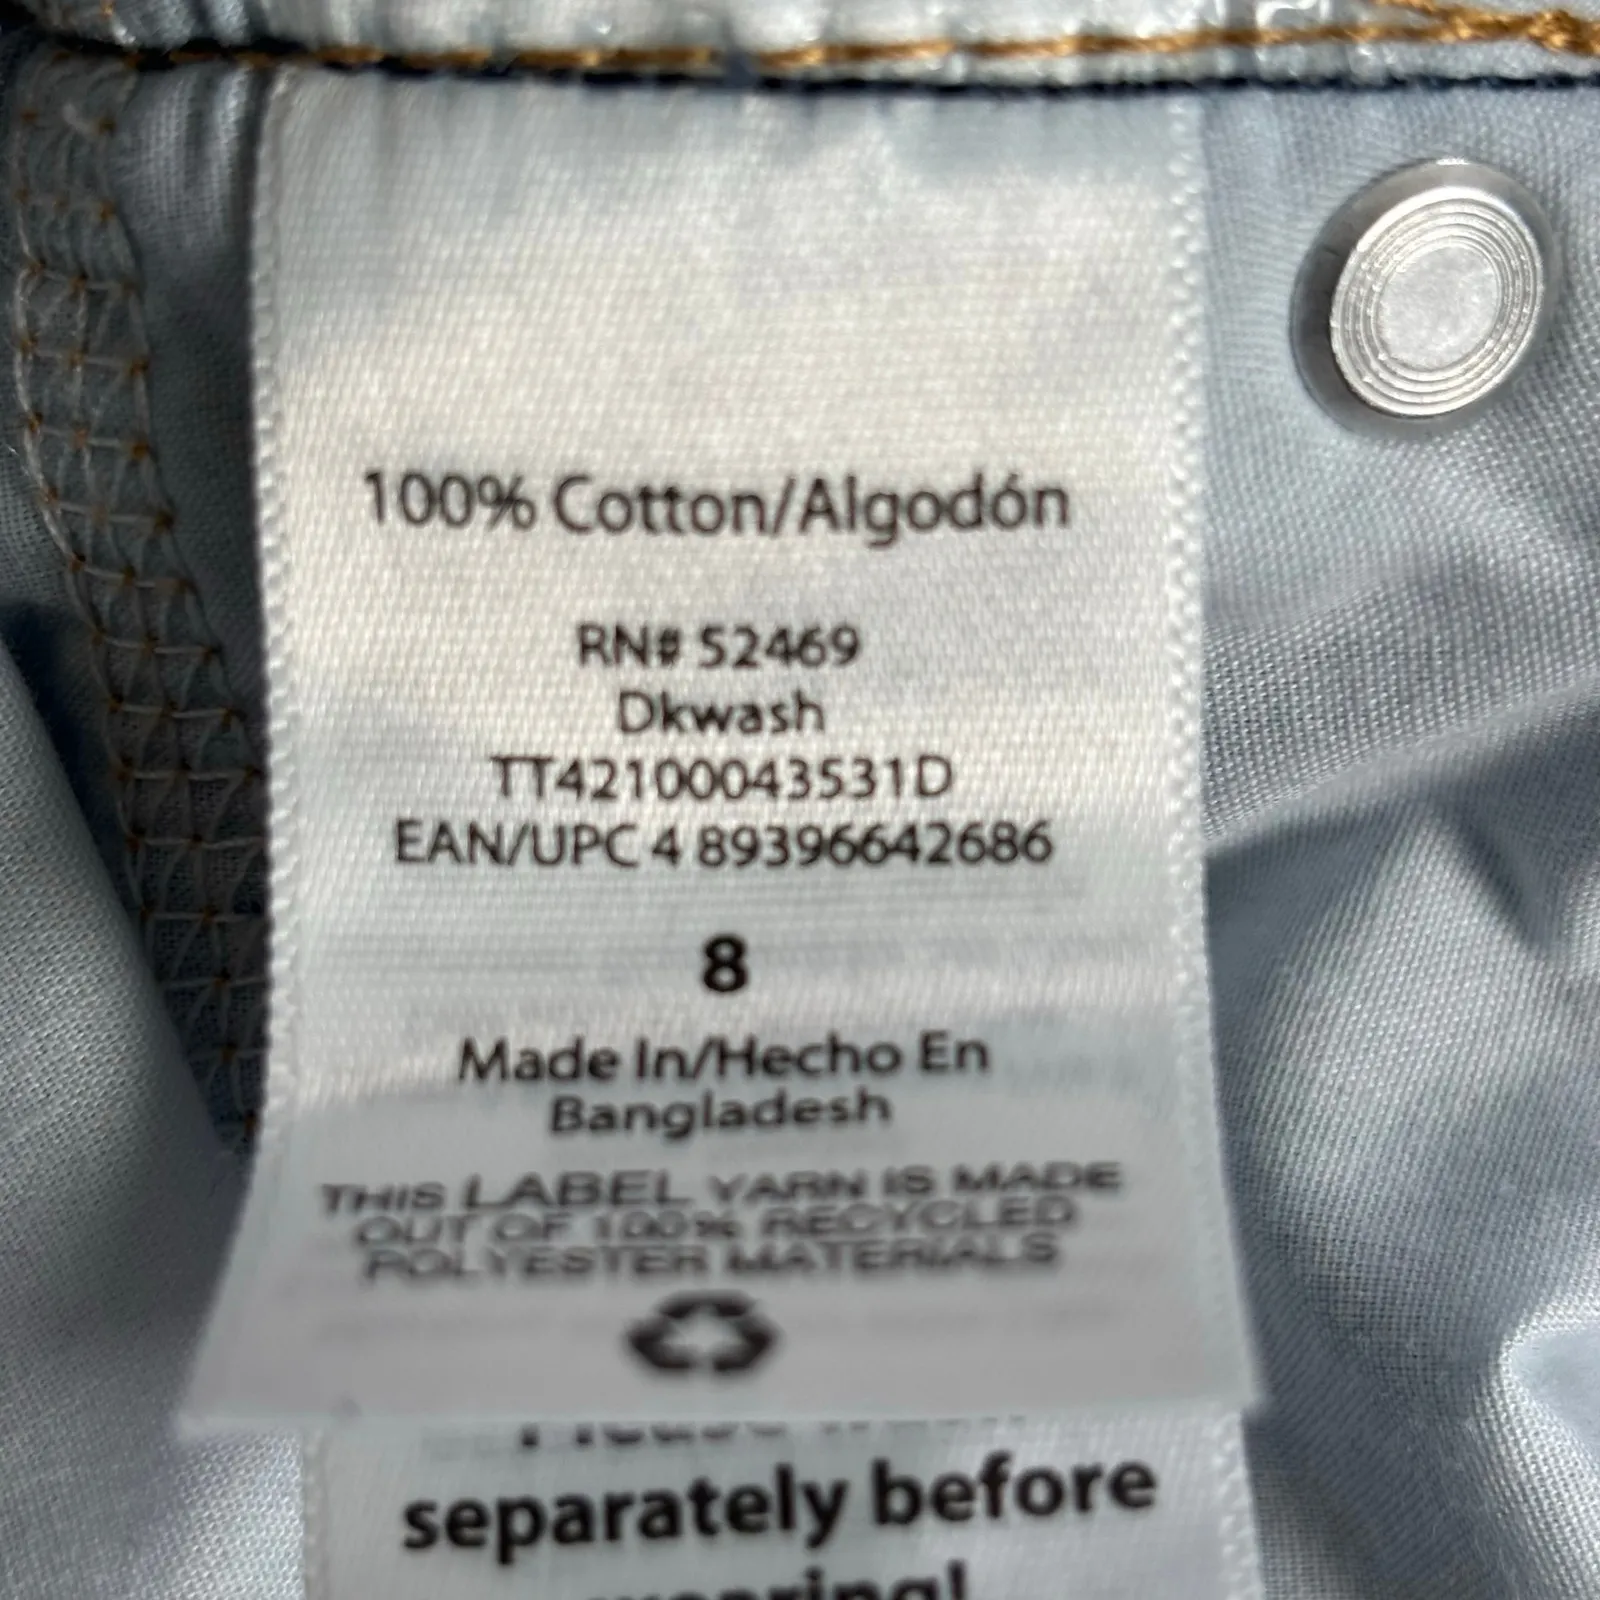 100% Cotton/Algodón
RN# 52469
Dkwash
TT42100043531D
EAN/UPC 4 89396642686
8
Made In/Hecho En
Bangladesh
THIS LABEL YARN IS MADE
OUT OF 100% RECYCLED
POLYESTER MATERIALS
separately before
wearing!